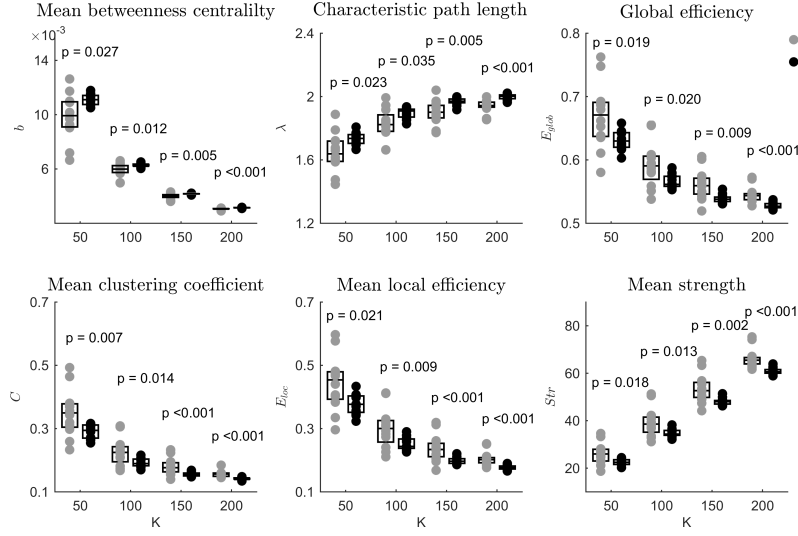 Mean betweenness centralilty
×10⁻³
14
10
6
b
p = 0.027
p = 0.012
p = 0.005
p <0.001
50 100 150 200
Characteristic path length
2.4
2
1.6
1.2
λ
p = 0.023
p = 0.035
p = 0.005
p <0.001
50 100 150 200
Global efficiency
0.8
0.7
0.6
0.5
E_glob
p = 0.019
p = 0.020
p = 0.009
p <0.001
50 100 150 200
Mean clustering coefficient
0.7
0.5
0.3
0.1
C
p = 0.007
p = 0.014
p <0.001
p <0.001
50 100 150 200
K
Mean local efficiency
0.7
0.5
0.3
0.1
E_loc
p = 0.021
p = 0.009
p <0.001
p <0.001
50 100 150 200
K
Mean strength
80
60
40
20
Str
p = 0.018
p = 0.013
p = 0.002
p <0.001
50 100 150 200
K